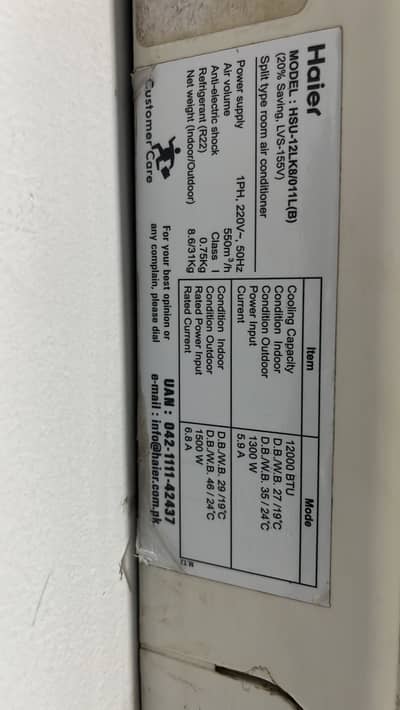 Haier
MODEL : HSU-12LK8/011L(B)
(20% Saving, LVS-155V)
Split type room air conditioner
Power supply 1PH, 220V~, 50Hz
Air volume 550m³/h
Anti-electric shock Class I
Refrigerant (R22) 0.75Kg
Net weight (Indoor/Outdoor) 8.6/31Kg
Item Mode
Cooling Capacity 12000 BTU
Condition Indoor D.B./W.B. 27 /19°C
Condition Outdoor D.B./W.B. 35 / 24°C
Power Input 1300 W
Current 5.9 A
Condition Indoor D.B./W.B. 29 /19°C
Condition Outdoor D.B./W.B. 46 / 24°C
Rated Power Input 1500 W
Rated Current 6.8 A
Customer Care
For your best opinion or
any complain, please dial
UAN : 042-1111-42437
e-mail : info@haier.com.pk